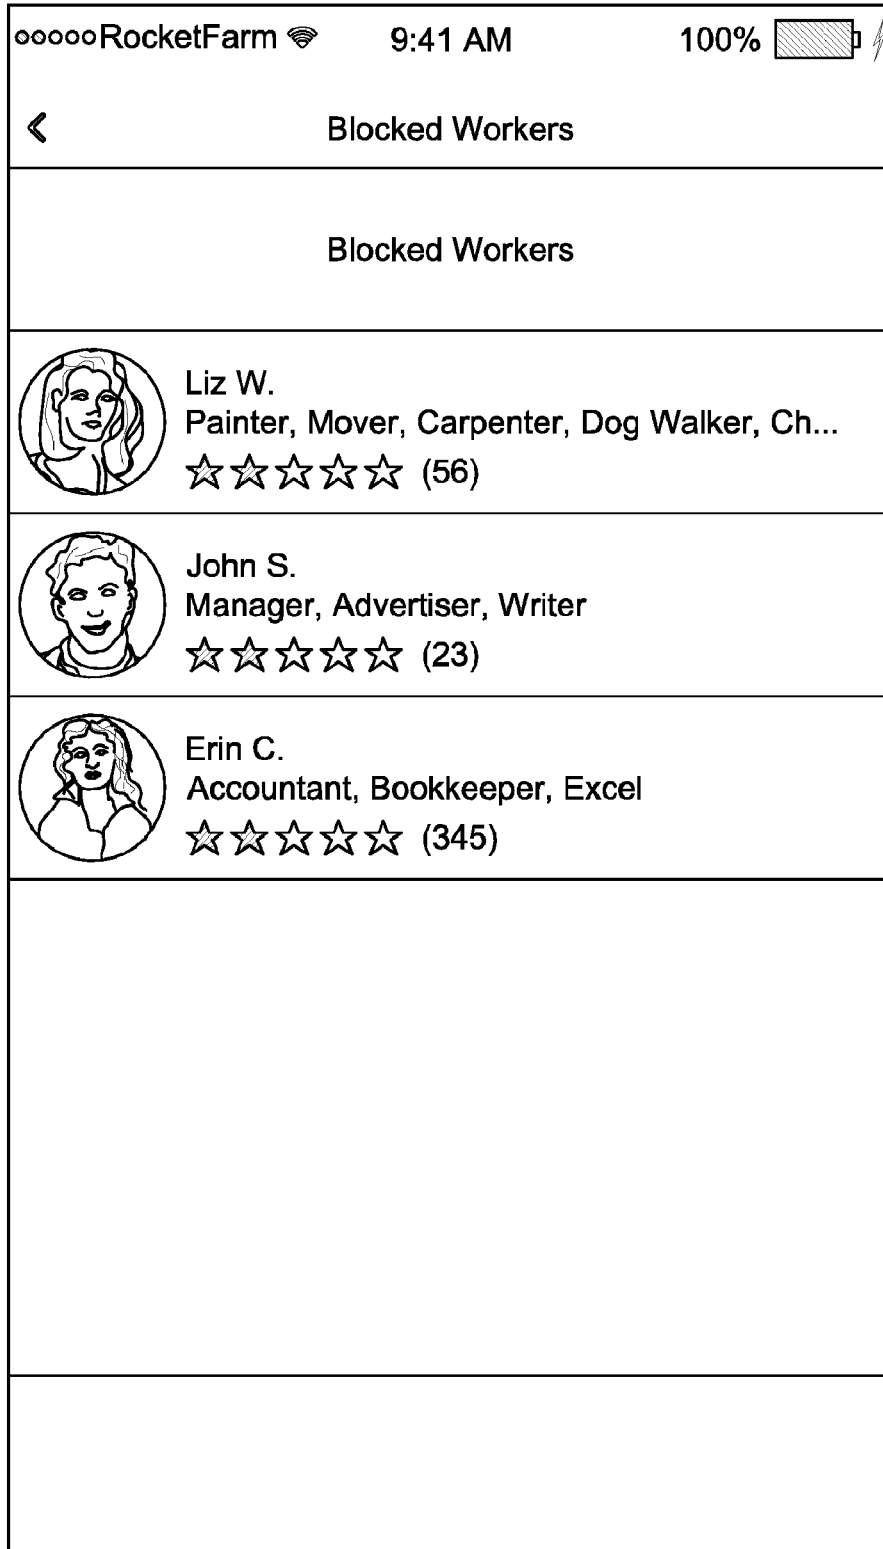 RocketFarm 9:41 AM 100%
Blocked Workers
Blocked Workers
Liz W.
Painter, Mover, Carpenter, Dog Walker, Ch...
(56)
John S.
Manager, Advertiser, Writer
(23)
Erin C.
Accountant, Bookkeeper, Excel
(345)